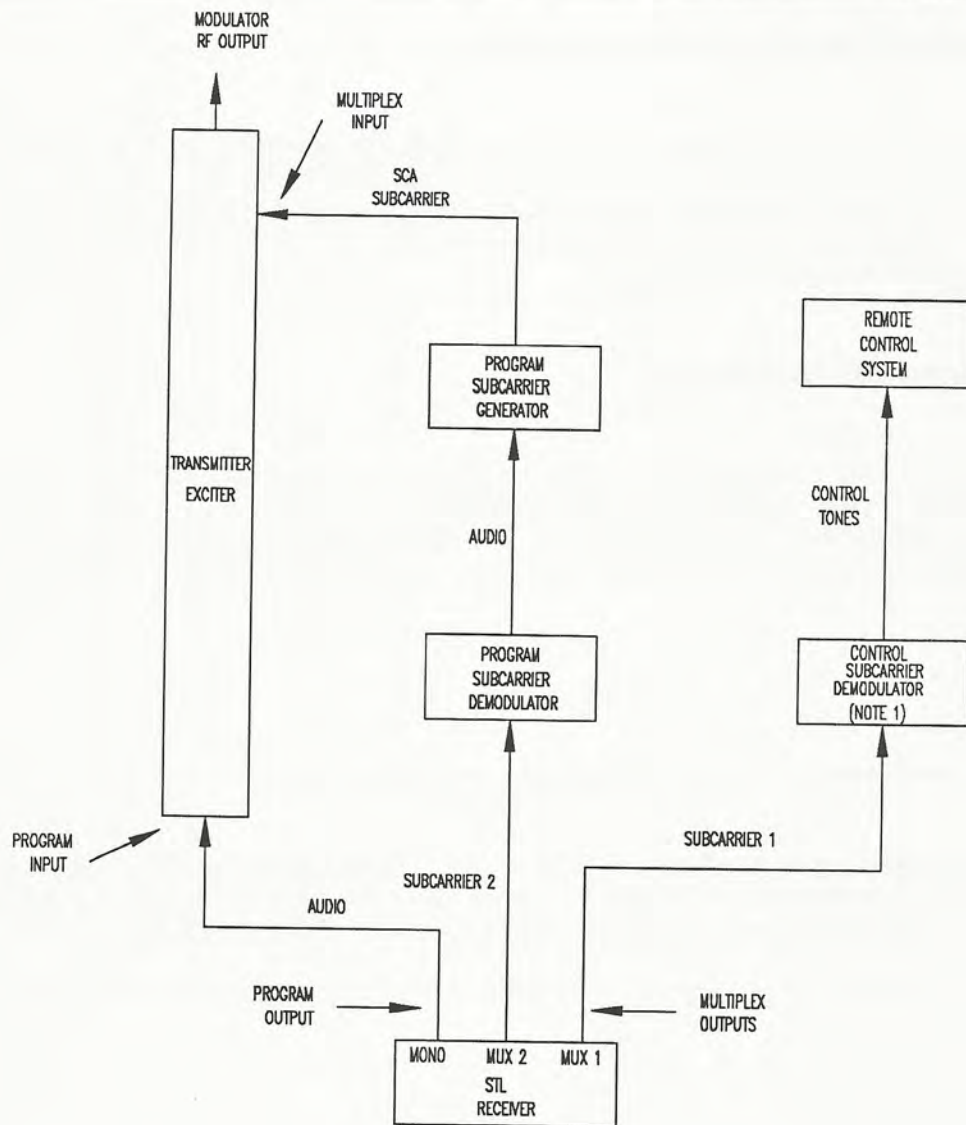 MODULATOR
RF OUTPUT
MULTIPLEX
INPUT
SCA
SUBCARRIER
REMOTE
CONTROL
SYSTEM
PROGRAM
SUBCARRIER
GENERATOR
TRANSMITTER
EXCITER
CONTROL
TONES
AUDIO
PROGRAM
SUBCARRIER
DEMODULATOR
CONTROL
SUBCARRIER
DEMODULATOR
(NOTE 1)
PROGRAM
INPUT
SUBCARRIER 1
SUBCARRIER 2
AUDIO
PROGRAM
OUTPUT
MULTIPLEX
OUTPUTS
MONO MUX 2 MUX 1
STL
RECEIVER